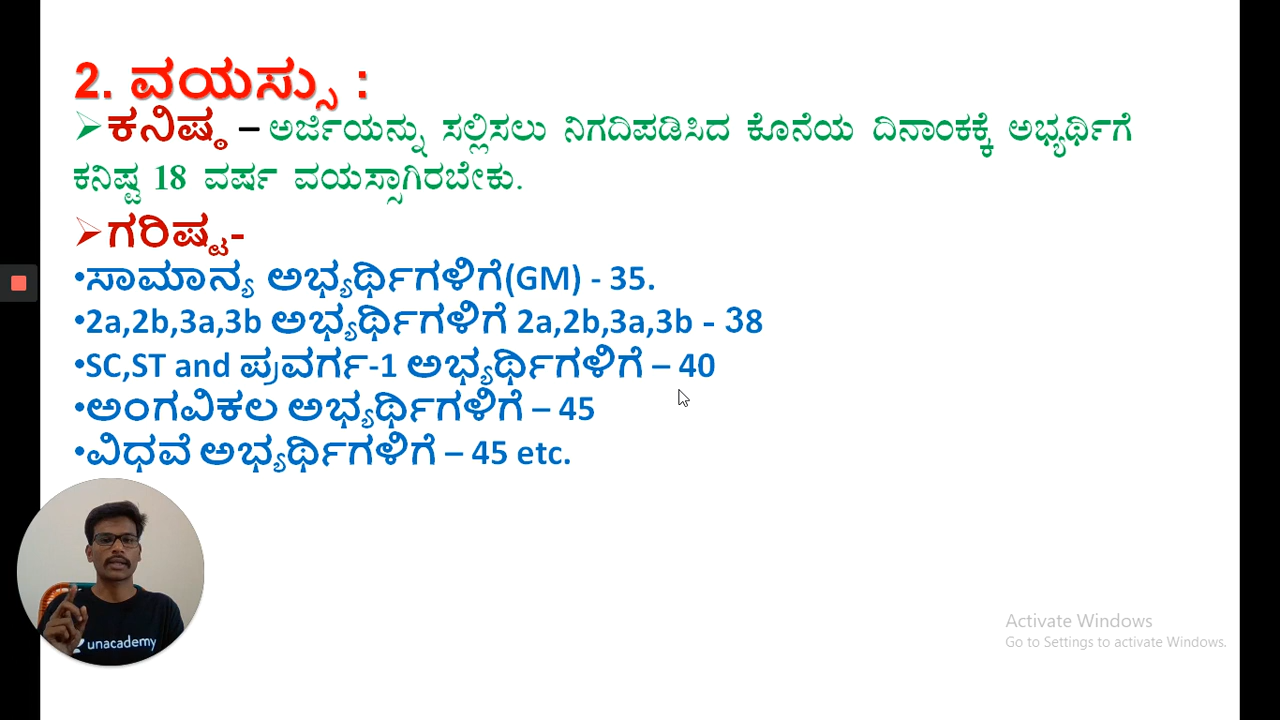 2. ವಯಸ್ಸು :
➢ಕನಿಷ್ಠ – ಅರ್ಜಿಯನ್ನು ಸಲ್ಲಿಸಲು ನಿಗದಿಪಡಿಸಿದ ಕೊನೆಯ ದಿನಾಂಕಕ್ಕೆ ಅಭ್ಯರ್ಥಿಗೆ
ಕನಿಷ್ಟ 18 ವರ್ಷ ವಯಸ್ಸಾಗಿರಬೇಕು.
➢ಗರಿಷ್ಟ-
•ಸಾಮಾನ್ಯ ಅಭ್ಯರ್ಥಿಗಳಿಗೆ(GM) - 35.
•2a,2b,3a,3b ಅಭ್ಯರ್ಥಿಗಳಿಗೆ 2a,2b,3a,3b - 38
•SC,ST and ಪ್ರವರ್ಗ-1 ಅಭ್ಯರ್ಥಿಗಳಿಗೆ – 40
•ಅಂಗವಿಕಲ ಅಭ್ಯರ್ಥಿಗಳಿಗೆ – 45
•ವಿಧವೆ ಅಭ್ಯರ್ಥಿಗಳಿಗೆ – 45 etc.
unacademy
Activate Windows
Go to Settings to activate Windows.